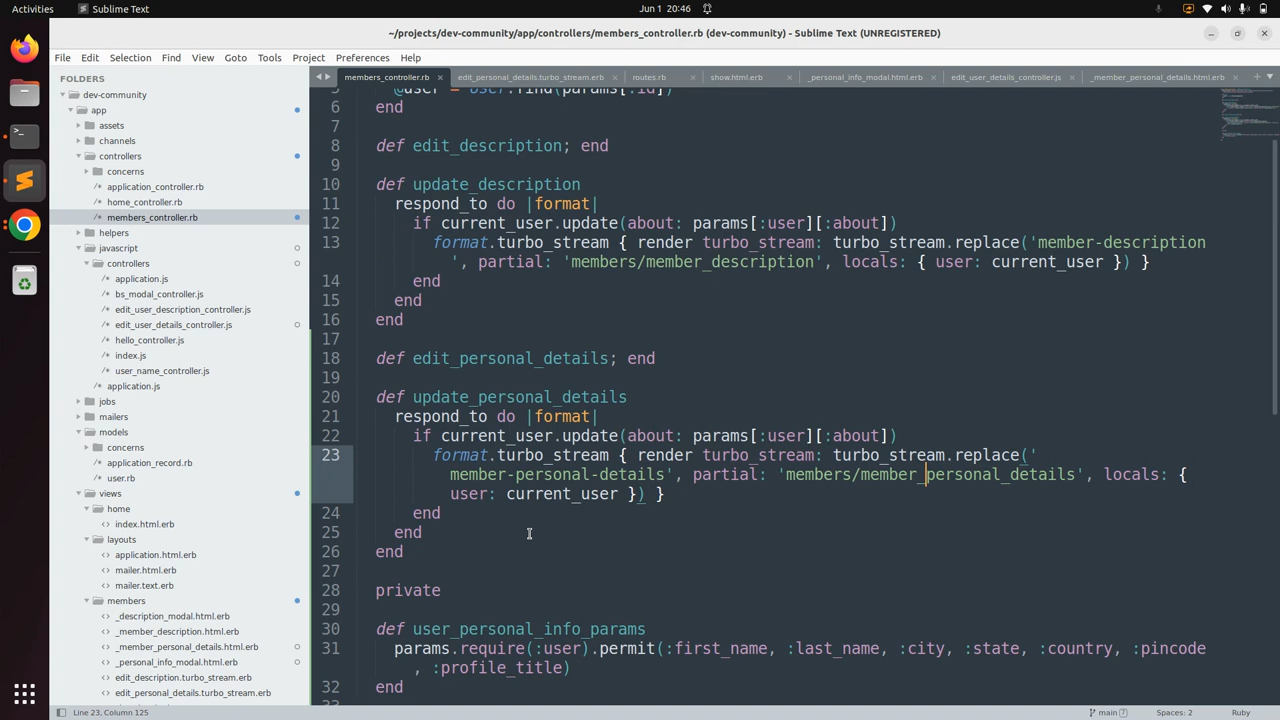 Activities
Sublime Text
Jun 1 20:46
~/projects/dev-community/app/controllers/members_controller.rb (dev-community) - Sublime Text (UNREGISTERED)
File Edit Selection Find View Goto Tools Project Preferences Help
FOLDERS
dev-community
app
assets
channels
controllers
concerns
application_controller.rb
home_controller.rb
members_controller.rb
helpers
javascript
controllers
application.js
bs_modal_controller.js
edit_user_description_controller.js
edit_user_details_controller.js
hello_controller.js
index.js
user_name_controller.js
application.js
jobs
mailers
models
concerns
application_record.rb
user.rb
views
home
index.html.erb
layouts
application.html.erb
mailer.html.erb
mailer.text.erb
members
_description_modal.html.erb
_member_description.html.erb
_member_personal_details.html.erb
_personal_info_modal.html.erb
edit_description.turbo_stream.erb
edit_personal_details.turbo_stream.erb
members_controller.rb × edit_personal_details.turbo_stream.erb × routes.rb × show.html.erb × _personal_info_modal.html.erb × edit_user_details_controller.js × _member_personal_details.html.erb ×
5 @user = User.find(params[:id])
6 end
7
8 def edit_description; end
9
10 def update_description
11 respond_to do |format|
12 if current_user.update(about: params[:user][:about])
13 format.turbo_stream { render turbo_stream: turbo_stream.replace('member-description
', partial: 'members/member_description', locals: { user: current_user }) }
14 end
15 end
16 end
17
18 def edit_personal_details; end
19
20 def update_personal_details
21 respond_to do |format|
22 if current_user.update(about: params[:user][:about])
23 format.turbo_stream { render turbo_stream: turbo_stream.replace('
member-personal-details', partial: 'members/member_personal_details', locals: {
user: current_user }) }
24 end
25 end
26 end
27
28 private
29
30 def user_personal_info_params
31 params.require(:user).permit(:first_name, :last_name, :city, :state, :country, :pincode
, :profile_title)
32 end
Line 23, Column 125
main 7
Spaces: 2
Ruby